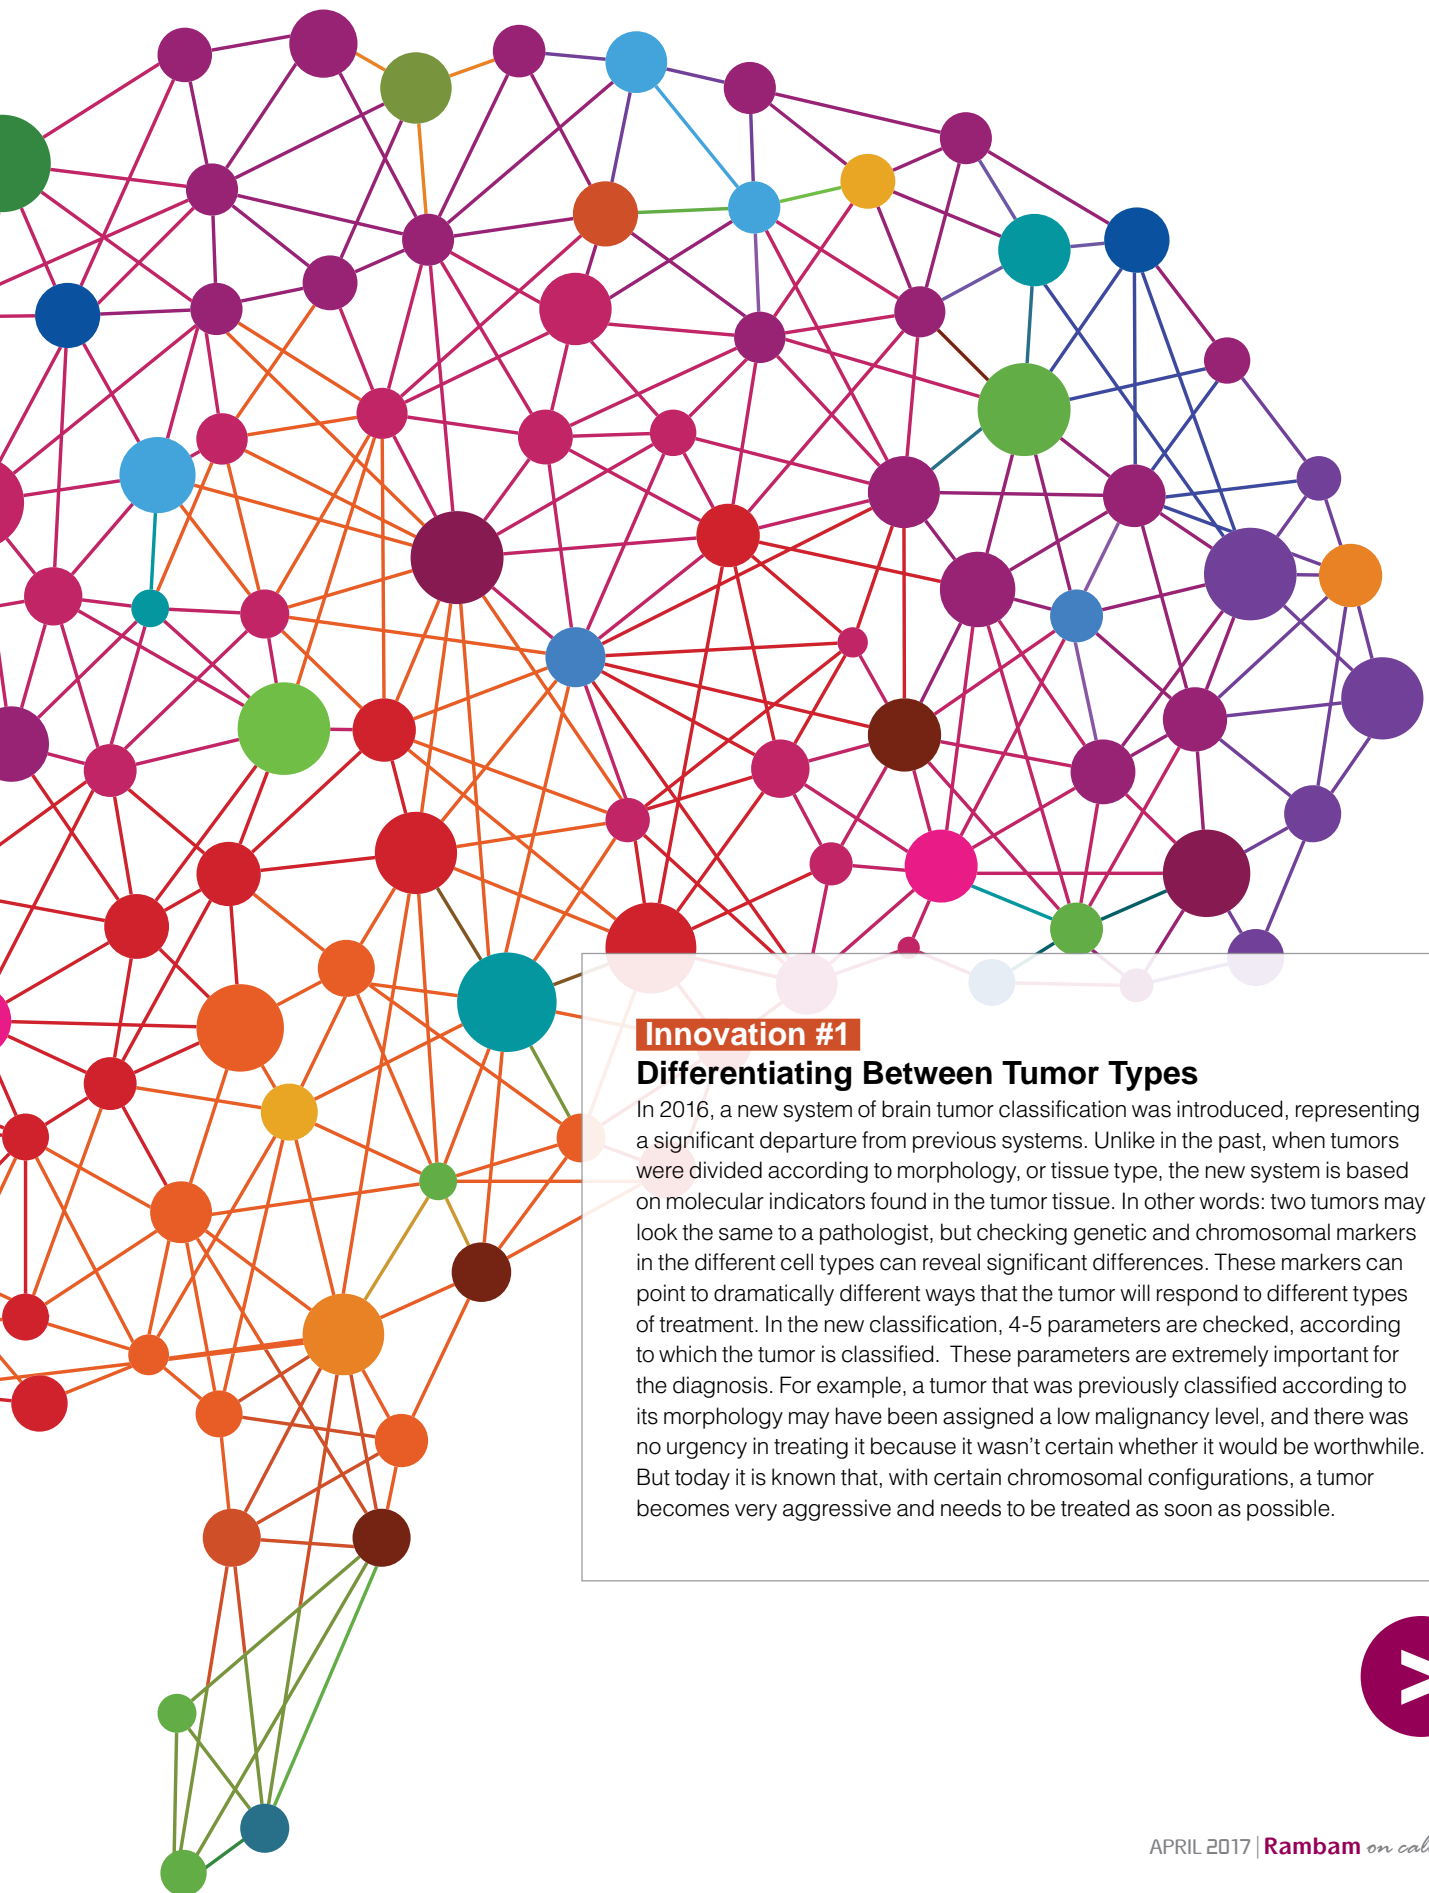 Innovation #1
Differentiating Between Tumor Types
In 2016, a new system of brain tumor classification was introduced, representing
a significant departure from previous systems. Unlike in the past, when tumors
were divided according to morphology, or tissue type, the new system is based
on molecular indicators found in the tumor tissue. In other words: two tumors may
look the same to a pathologist, but checking genetic and chromosomal markers
in the different cell types can reveal significant differences. These markers can
point to dramatically different ways that the tumor will respond to different types
of treatment. In the new classification, 4-5 parameters are checked, according
to which the tumor is classified.  These parameters are extremely important for
the diagnosis. For example, a tumor that was previously classified according to
its morphology may have been assigned a low malignancy level, and there was
no urgency in treating it because it wasn't certain whether it would be worthwhile.
But today it is known that, with certain chromosomal configurations, a tumor
becomes very aggressive and needs to be treated as soon as possible.
APRIL 2017 | Rambam on